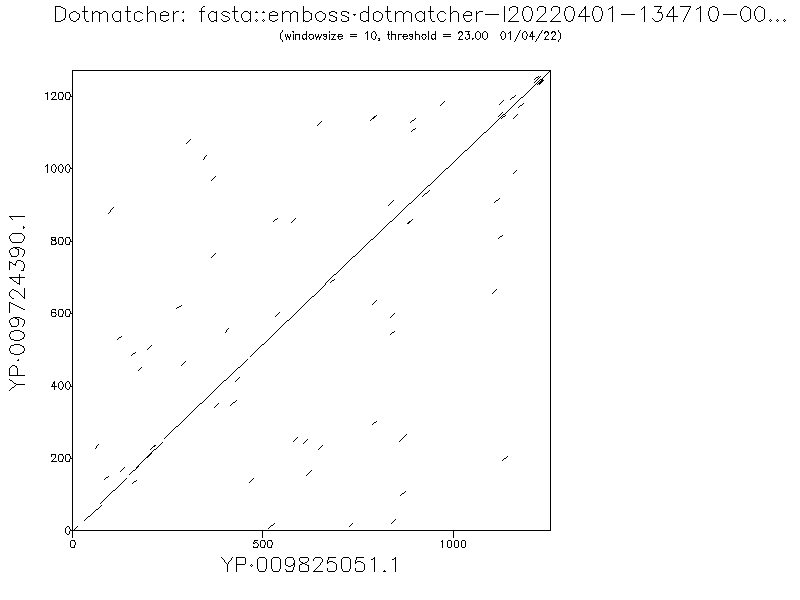 Dotmatcher: fasta::emboss-dotmatcher-I20220401-134710-00...
(windowsize = 10, threshold = 23.00 01/04/22)
1200
1000
800
600
400
200
0
YP-009724390.1
0 500 1000
YP-009825051.1